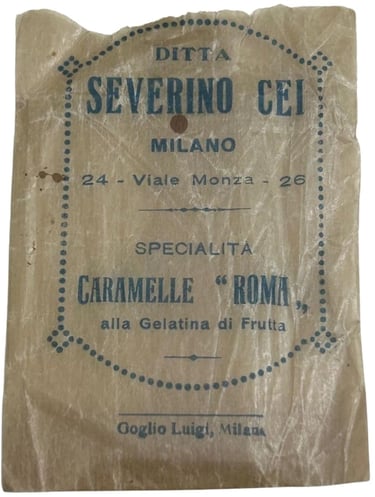 DITTA
SEVERINO CEI
MILANO
24 - Viale Monza - 26
SPECIALITÀ
CARAMELLE "ROMA„
alla Gelatina di Frutta
Goglio Luigi, Milano